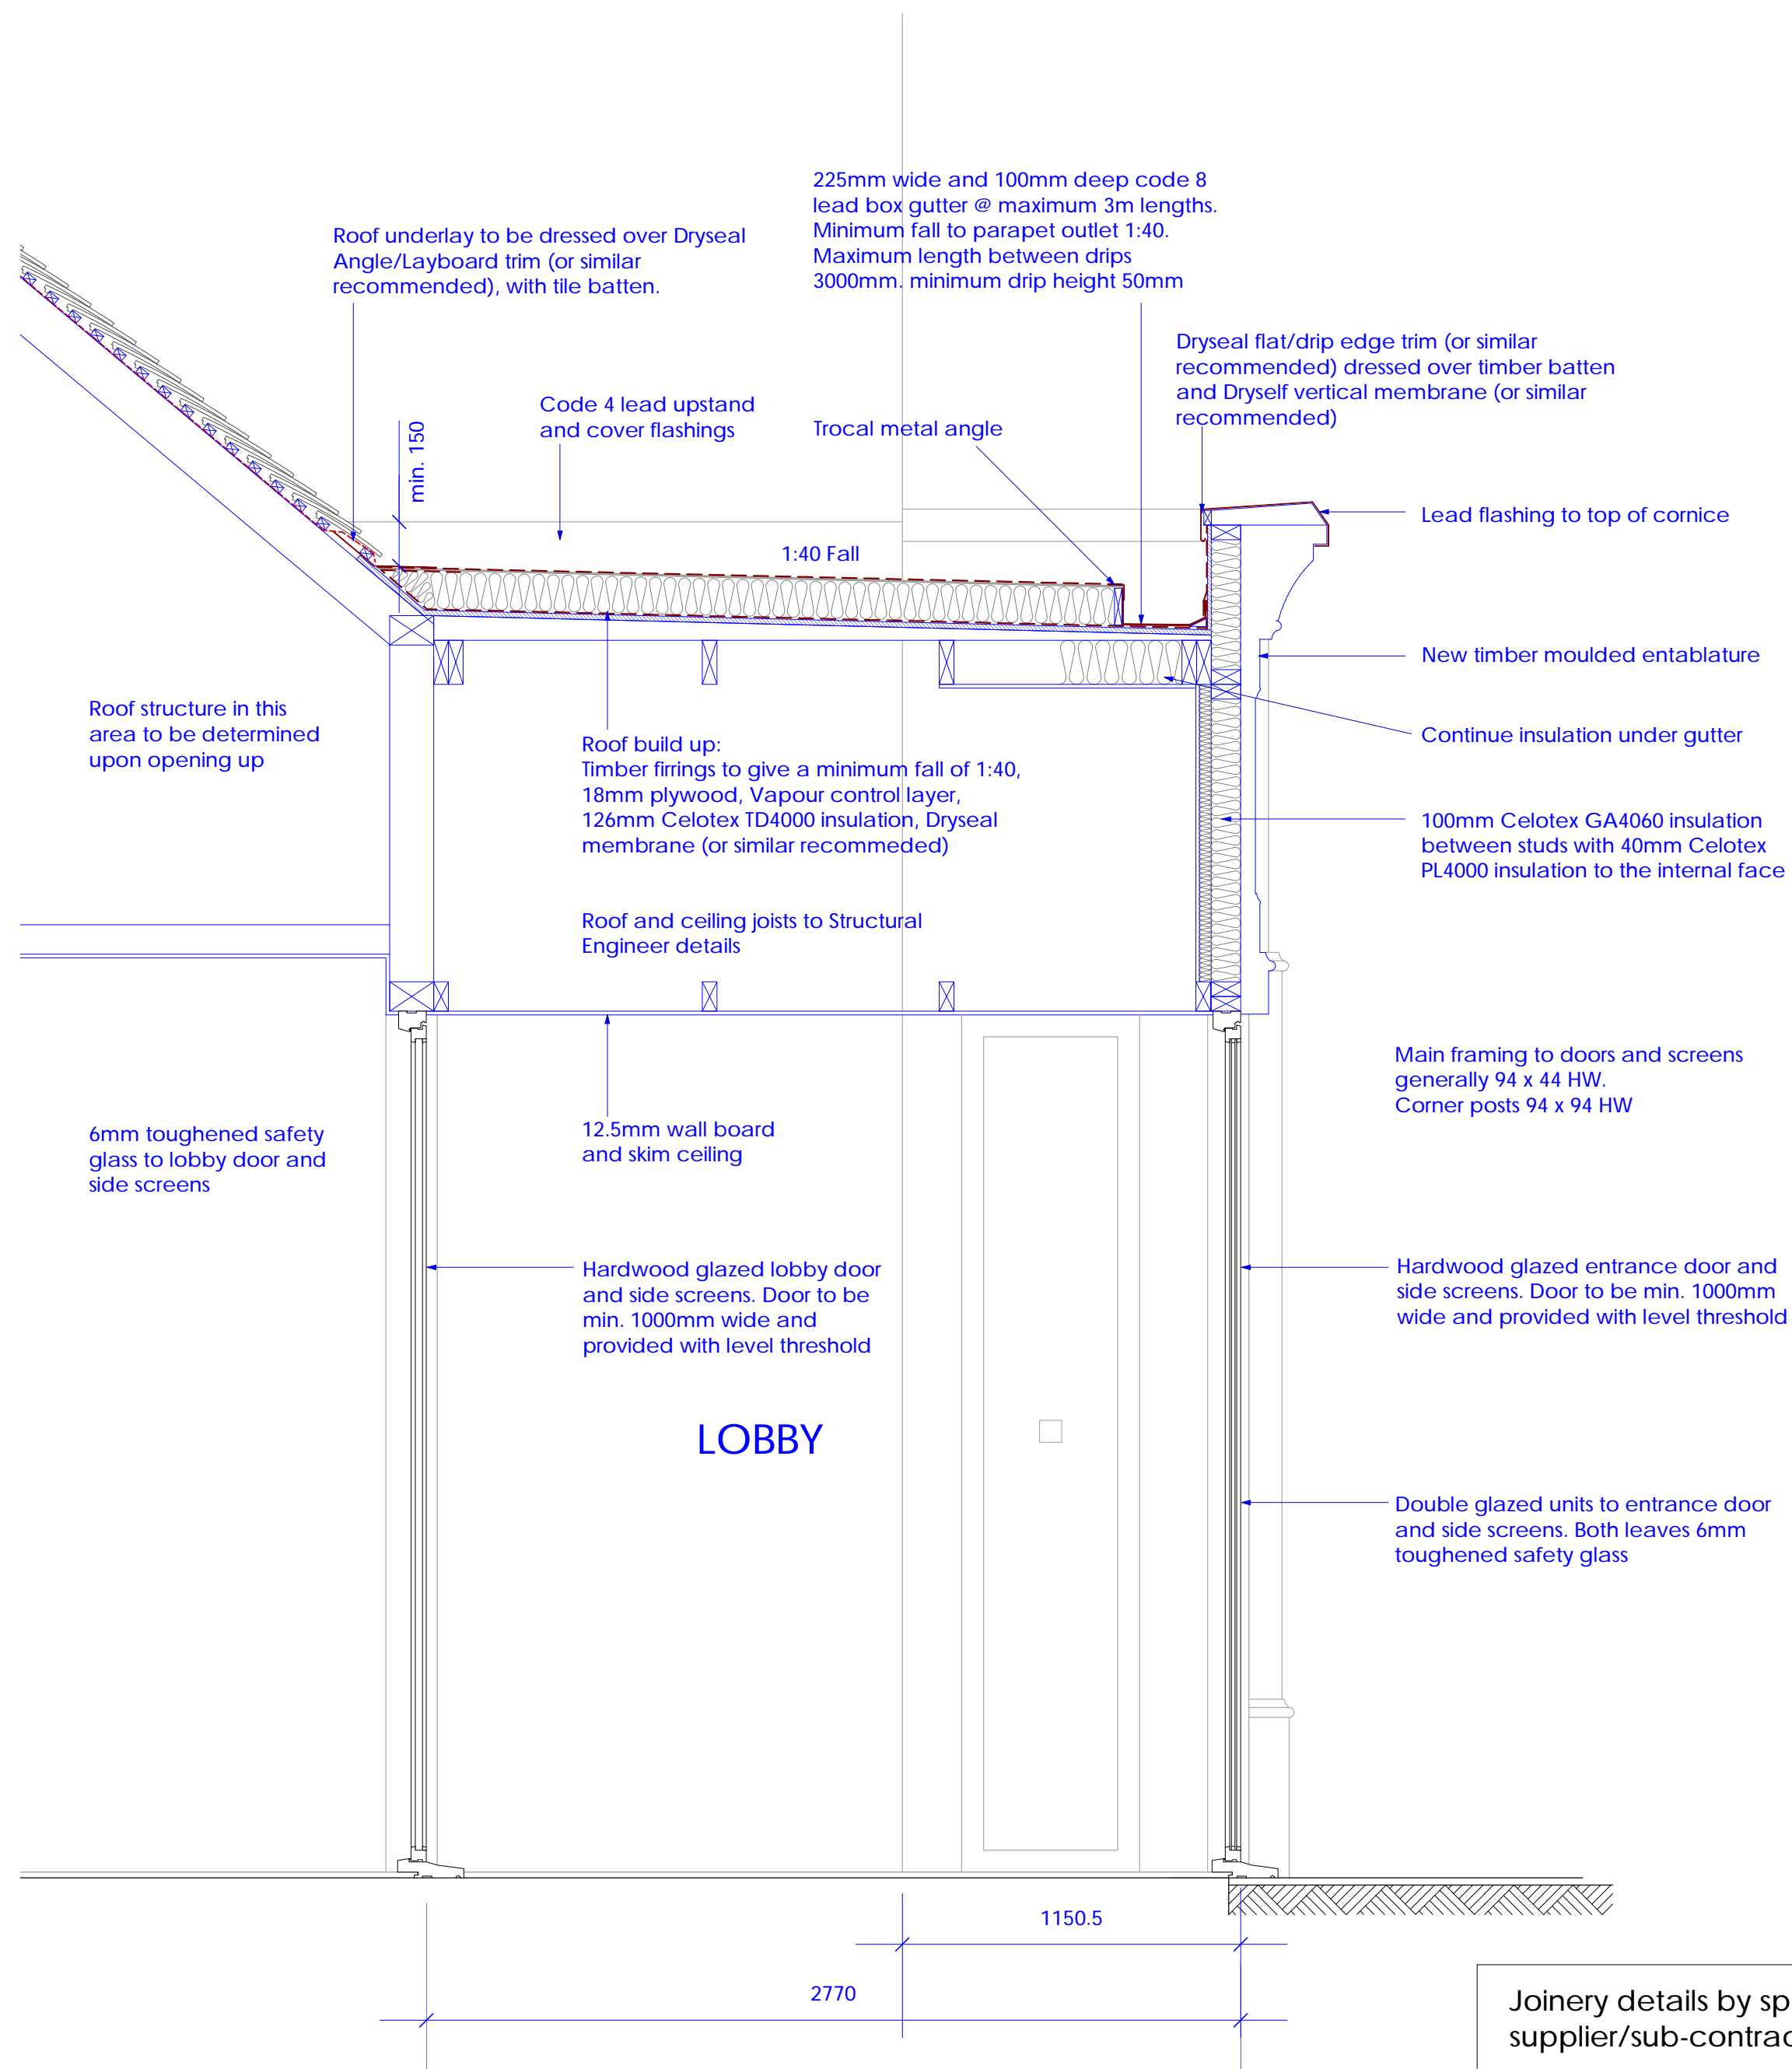 225mm wide and 100mm deep code 8
lead box gutter @ maximum 3m lengths.
Minimum fall to parapet outlet 1:40.
Maximum length between drips
3000mm. minimum drip height 50mm
Roof underlay to be dressed over Dryseal
Angle/Layboard trim (or similar
recommended), with tile batten.
Dryseal flat/drip edge trim (or similar
recommended) dressed over timber batten
and Dryself vertical membrane (or similar
recommended)
Code 4 lead upstand
and cover flashings
min. 150
Trocal metal angle
Lead flashing to top of cornice
1:40 Fall
New timber moulded entablature
Roof structure in this
area to be determined
upon opening up
Continue insulation under gutter
Roof build up:
Timber firrings to give a minimum fall of 1:40,
18mm plywood, Vapour control layer,
126mm Celotex TD4000 insulation, Dryseal
membrane (or similar recommeded)
100mm Celotex GA4060 insulation
between studs with 40mm Celotex
PL4000 insulation to the internal face
Roof and ceiling joists to Structural
Engineer details
Main framing to doors and screens
generally 94 x 44 HW.
Corner posts 94 x 94 HW
6mm toughened safety
glass to lobby door and
side screens
12.5mm wall board
and skim ceiling
Hardwood glazed lobby door
and side screens. Door to be
min. 1000mm wide and
provided with level threshold
Hardwood glazed entrance door and
side screens. Door to be min. 1000mm
wide and provided with level threshold
LOBBY
Double glazed units to entrance door
and side screens. Both leaves 6mm
toughened safety glass
1150.5
2770
Joinery details by
supplier/